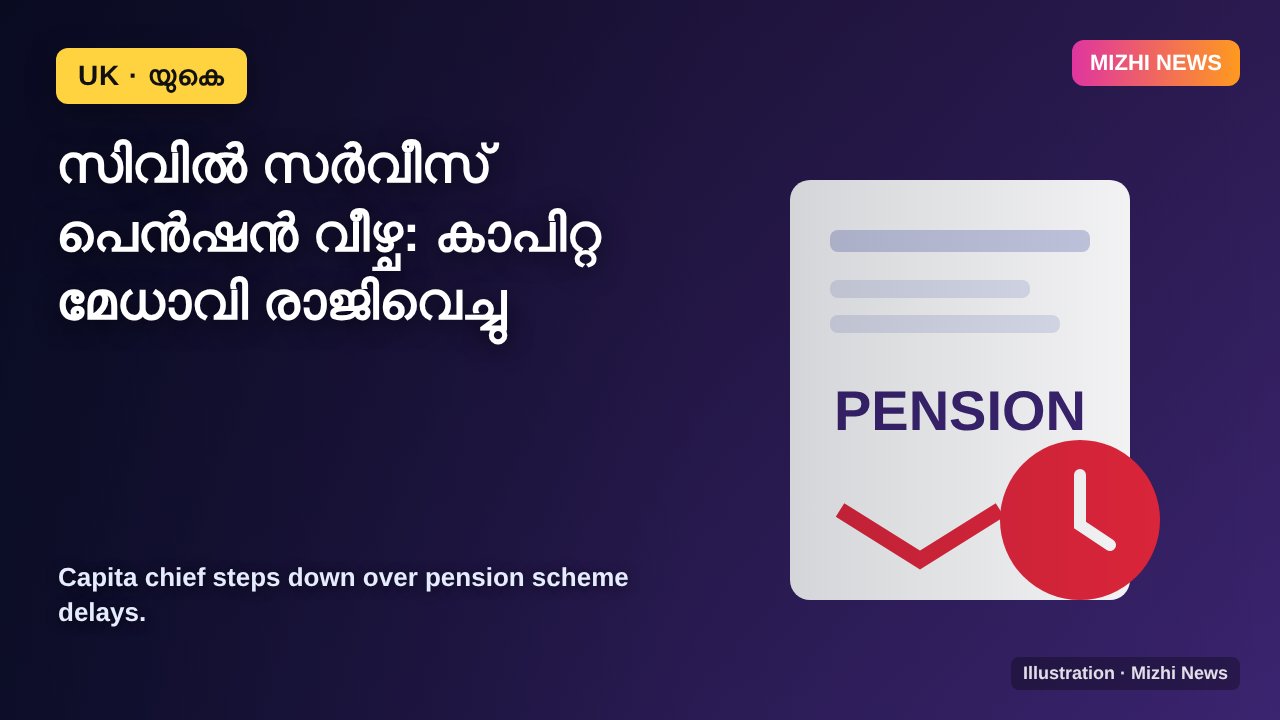 UK · യുകെ
MIZHI NEWS
സിവിൽ സർവീസ്
പെൻഷൻ വീഴ്ച: കാപിറ്റ
മേധാവി രാജിവെച്ചു
PENSION
Capita chief steps down over pension scheme
delays.
Illustration · Mizhi News